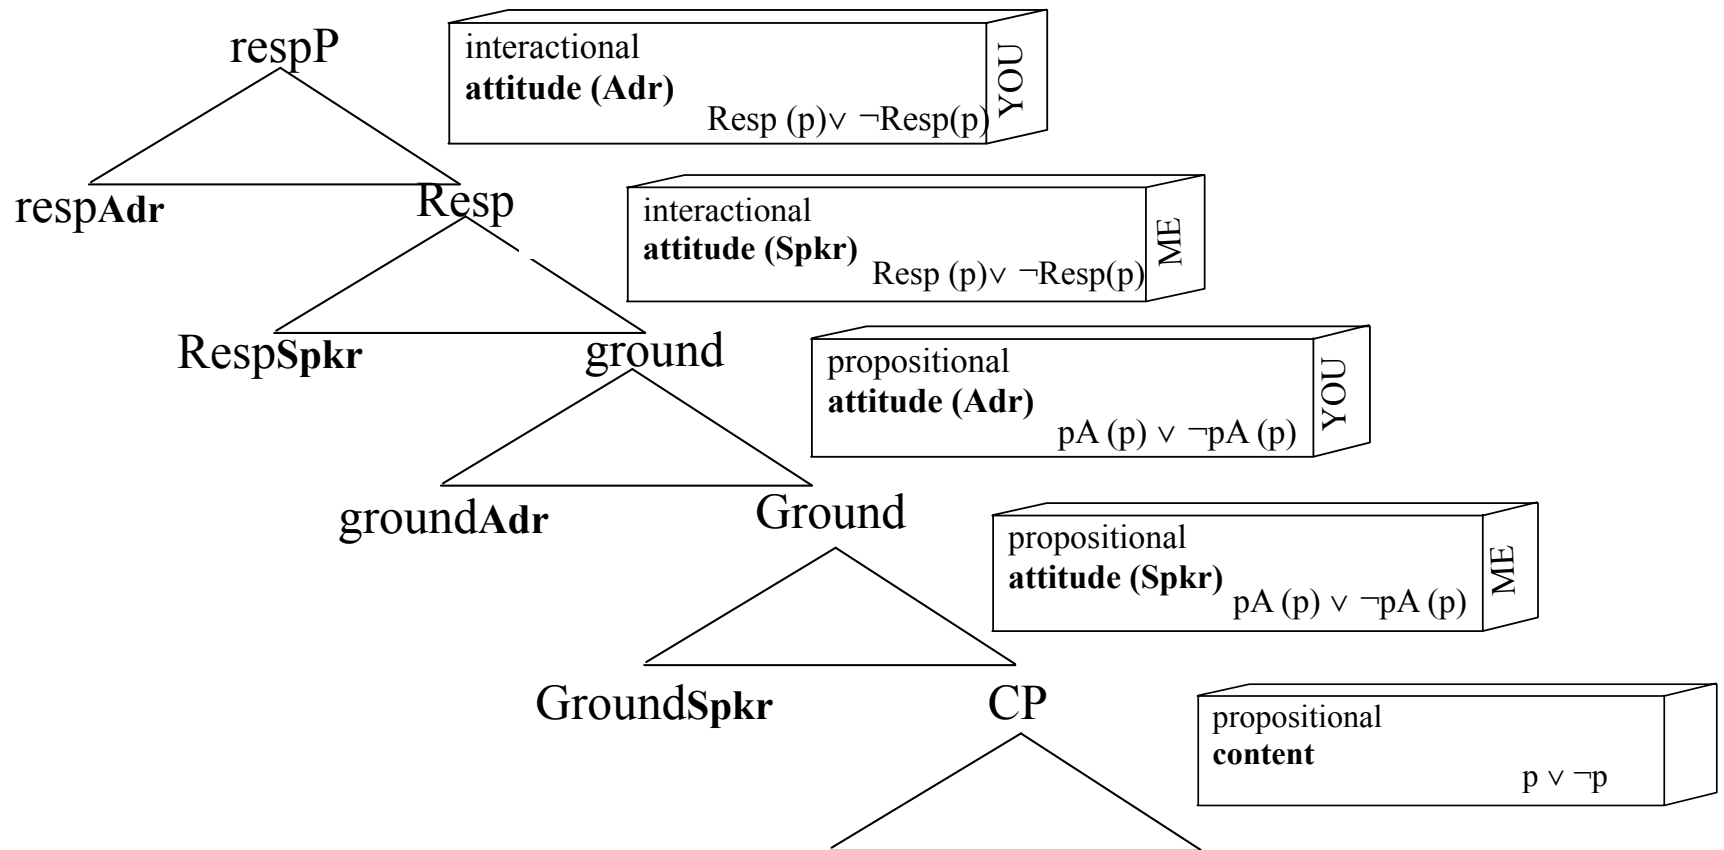 respP
interactional
attitude (Adr)
Resp (p)∨ ¬Resp(p)
YOU
respAdr
Resp
interactional
attitude (Spkr)
Resp (p)∨ ¬Resp(p)
ME
RespSpkr
ground
propositional
attitude (Adr)
pA (p) ∨ ¬pA (p)
YOU
groundAdr
Ground
propositional
attitude (Spkr)
pA (p) ∨ ¬pA (p)
ME
GroundSpkr
CP
propositional
content
p ∨ ¬p